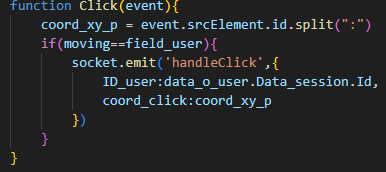 function Click(event){
coord_xy_p = event.srcElement.id.split(":")
if(moving==field_user){
socket.emit('handleClick',{
ID_user:data_o_user.Data_session.Id,
coord_click:coord_xy_p
})
}
}